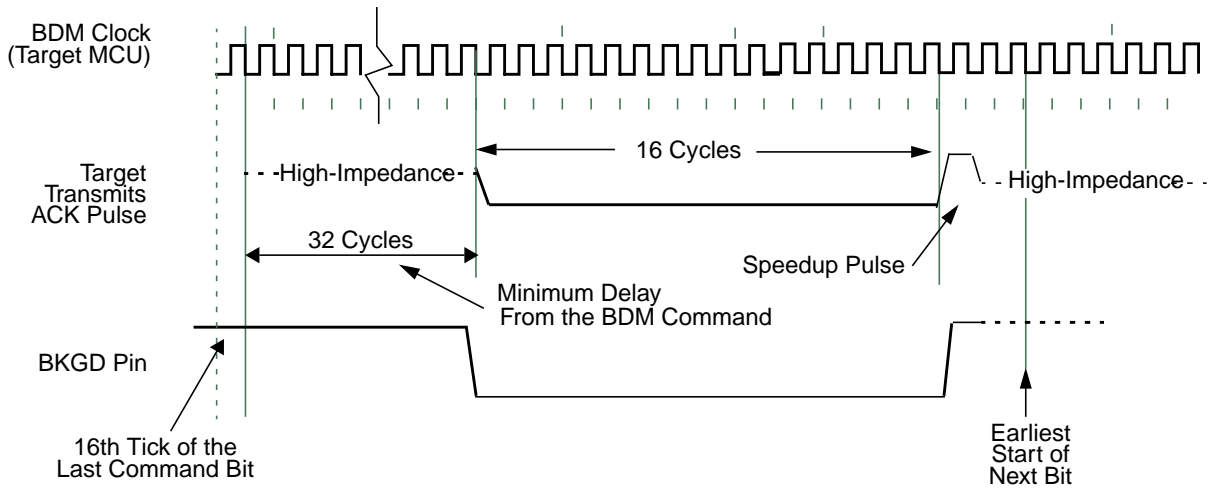 BDM Clock
(Target MCU)
16 Cycles
Target
Transmits
ACK Pulse
High-Impedance
High-Impedance
32 Cycles
Speedup Pulse
Minimum Delay
From the BDM Command
BKGD Pin
16th Tick of the
Last Command Bit
Earliest
Start of
Next Bit